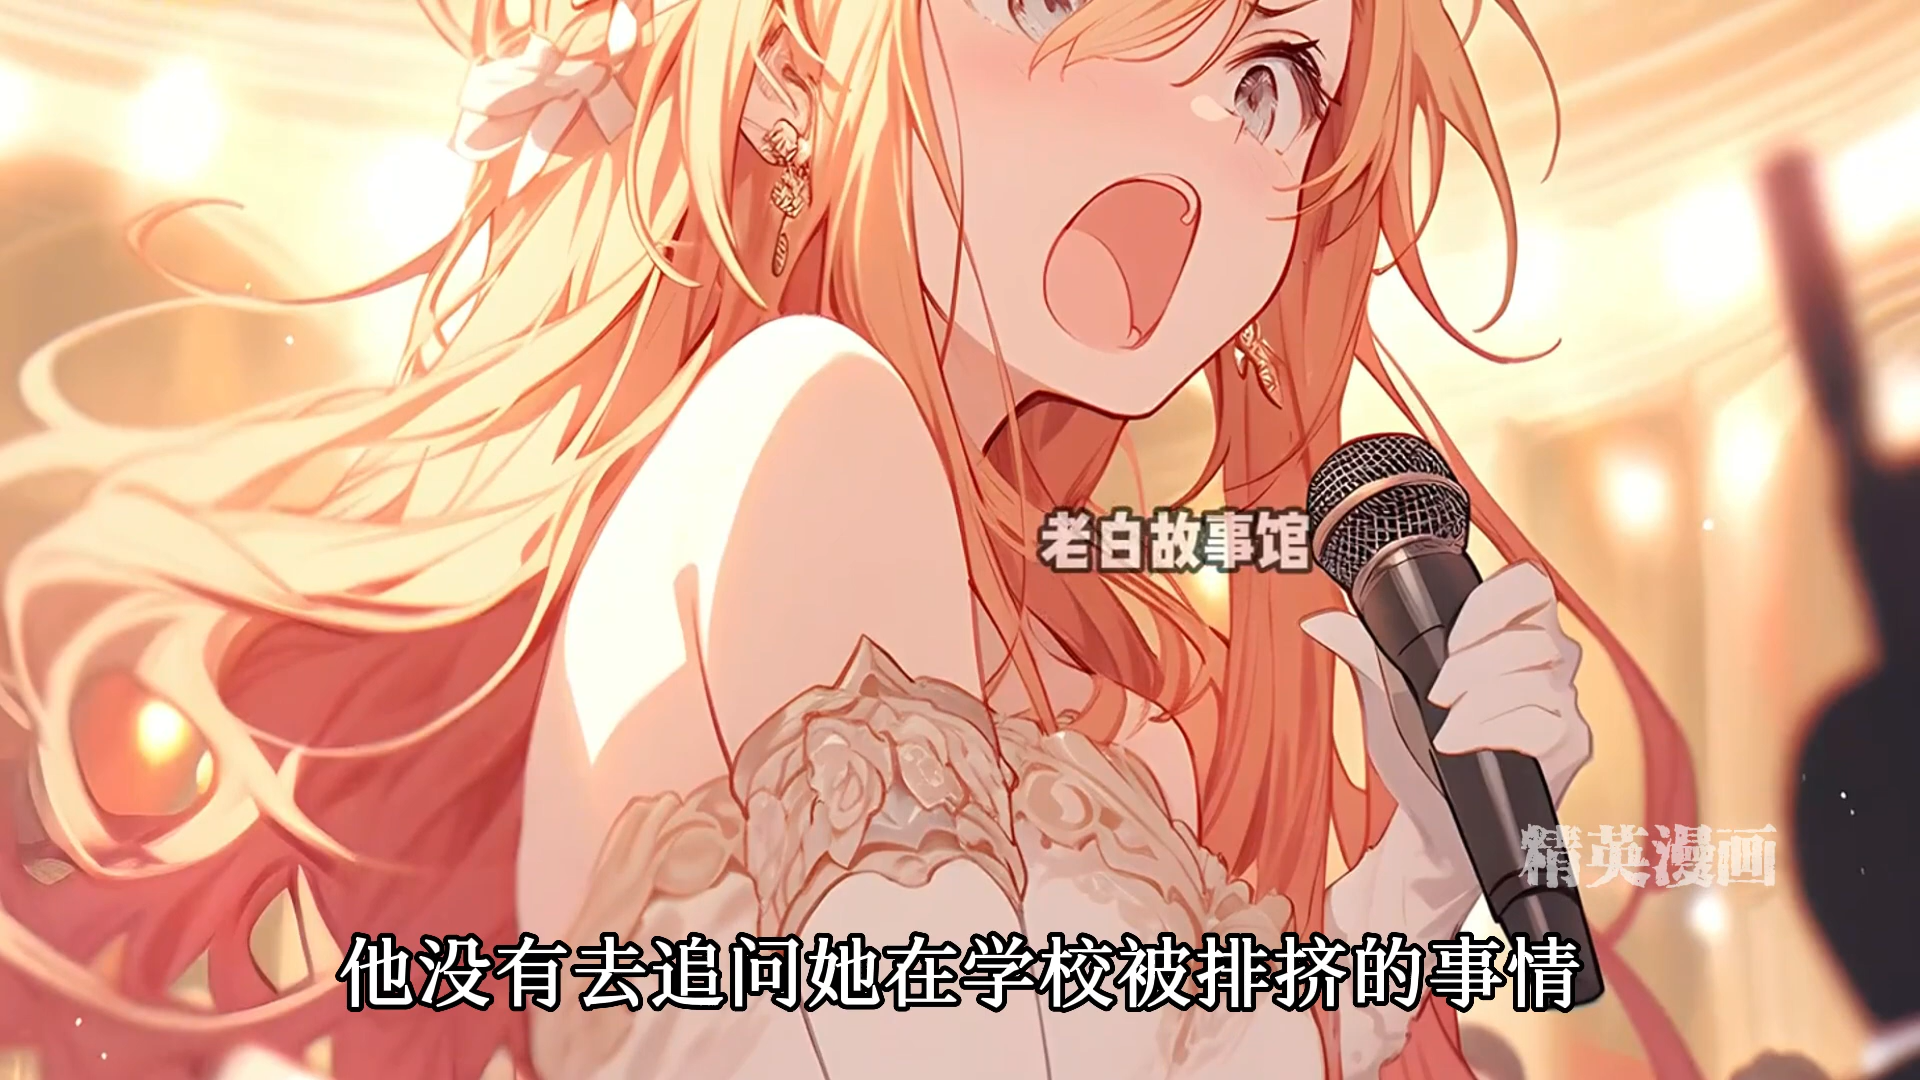 老白故事馆
精英漫画
他没有去追问她在学校被排挤的事情